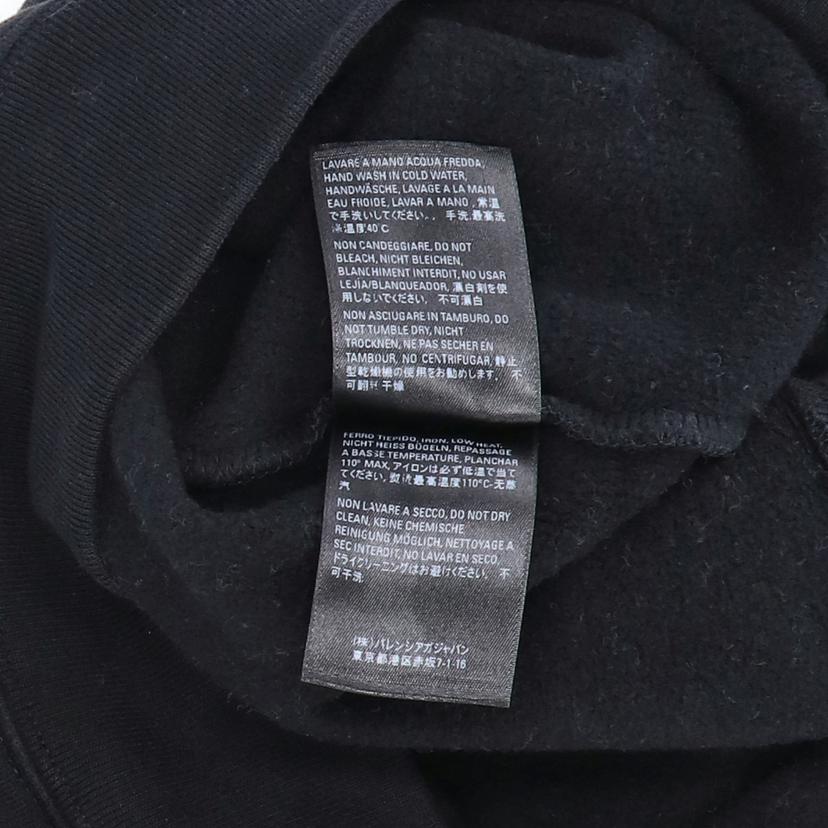 LAVARE A MANO ACQUA FREDDA,
HAND WASH IN COLD WATER,
HANDWÄSCHE, LAVAGE A LA MAIN
EAU FROIDE, LAVAR A MANO , 常温
で手洗いしてください。, 手洗,最高洗
涤温度40℃
NON CANDEGGIARE, DO NOT
BLEACH, NICHT BLEICHEN,
BLANCHIMENT INTERDIT, NO USAR
LEJÍA/BLANQUEADOR, 漂白剤を使
用しないでください, 不可漂白
NON ASCIUGARE IN TAMBURO, DO
NOT TUMBLE DRY, NICHT
TROCKNEN, NE PAS SECHER EN
TAMBOUR, NO CENTRIFUGAR, 静止
型乾燥機の使用をお勧めします, 不
可翻转干燥
FERRO TIEPIDO, IRON, LOW HEAT,
NICHT HEISS BÜGELN, REPASSAGE
A BASSE TEMPERATURE, PLANCHAR
110° MAX, アイロンは必ず低温で当て
てください, 熨烫最高温度110℃-无蒸
汽
NON LAVARE A SECCO, DO NOT DRY
CLEAN, KEINE CHEMISCHE
REINIGUNG MÖGLICH, NETTOYAGE A
SEC INTERDIT, NO LAVAR EN SECO,
ドライクリーニングはお避けください, 不
可干洗
(株)バレンシアガジャパン
東京都港区赤坂7-1-16